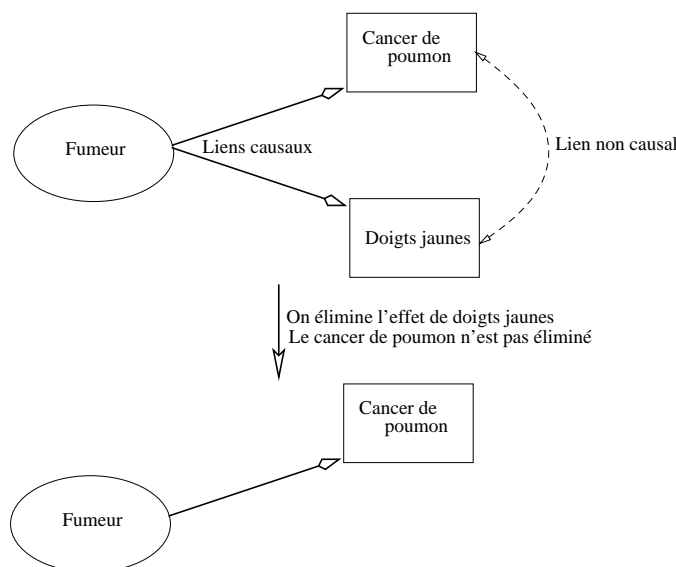 Cancer de
poumon
Fumeur
Liens causaux
Lien non causal
Doigts jaunes
On élimine l'effet de doigts jaunes
Le cancer de poumon n'est pas éliminé
Cancer de
poumon
Fumeur